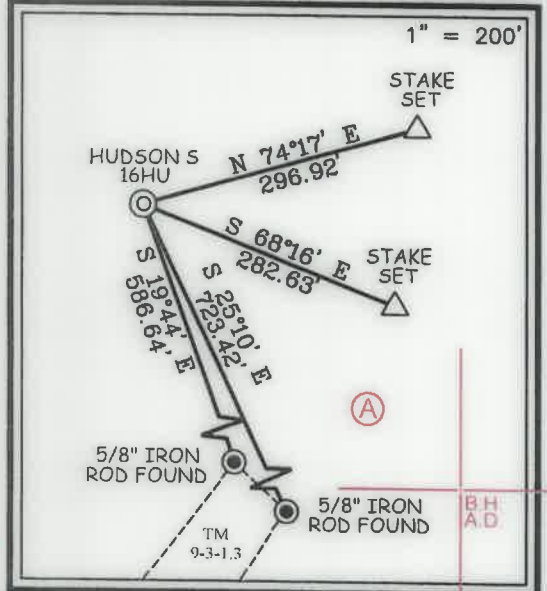 1" = 200'
STAKE
SET
HUDSON S
16HU
N 74°17' E
296.92'
S 68°16' E
282.63'
STAKE
SET
S 19°44' E
586.64'
S 25°10' E
723.42'
A
5/8" IRON
ROD FOUND
5/8" IRON
ROD FOUND
B.H.
A.D.
TM
9-3-1.3